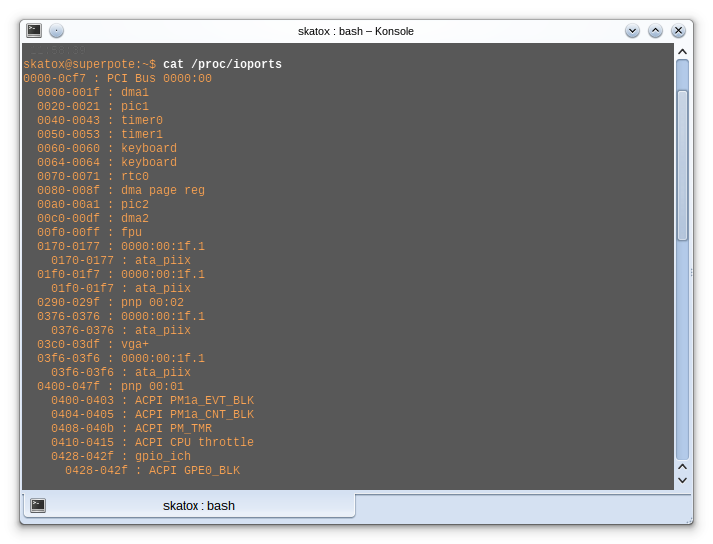 skatox : bash – Konsole
skatox@superpote:~$ cat /proc/ioports
0000-0cf7 : PCI Bus 0000:00
  0000-001f : dma1
  0020-0021 : pic1
  0040-0043 : timer0
  0050-0053 : timer1
  0060-0060 : keyboard
  0064-0064 : keyboard
  0070-0071 : rtc0
  0080-008f : dma page reg
  00a0-00a1 : pic2
  00c0-00df : dma2
  00f0-00ff : fpu
  0170-0177 : 0000:00:1f.1
    0170-0177 : ata_piix
  01f0-01f7 : 0000:00:1f.1
    01f0-01f7 : ata_piix
  0290-029f : pnp 00:02
  0376-0376 : 0000:00:1f.1
    0376-0376 : ata_piix
  03c0-03df : vga+
  03f6-03f6 : 0000:00:1f.1
    03f6-03f6 : ata_piix
  0400-047f : pnp 00:01
    0400-0403 : ACPI PM1a_EVT_BLK
    0404-0405 : ACPI PM1a_CNT_BLK
    0408-040b : ACPI PM_TMR
    0410-0415 : ACPI CPU throttle
    0428-042f : gpio_ich
      0428-042f : ACPI GPE0_BLK
skatox : bash